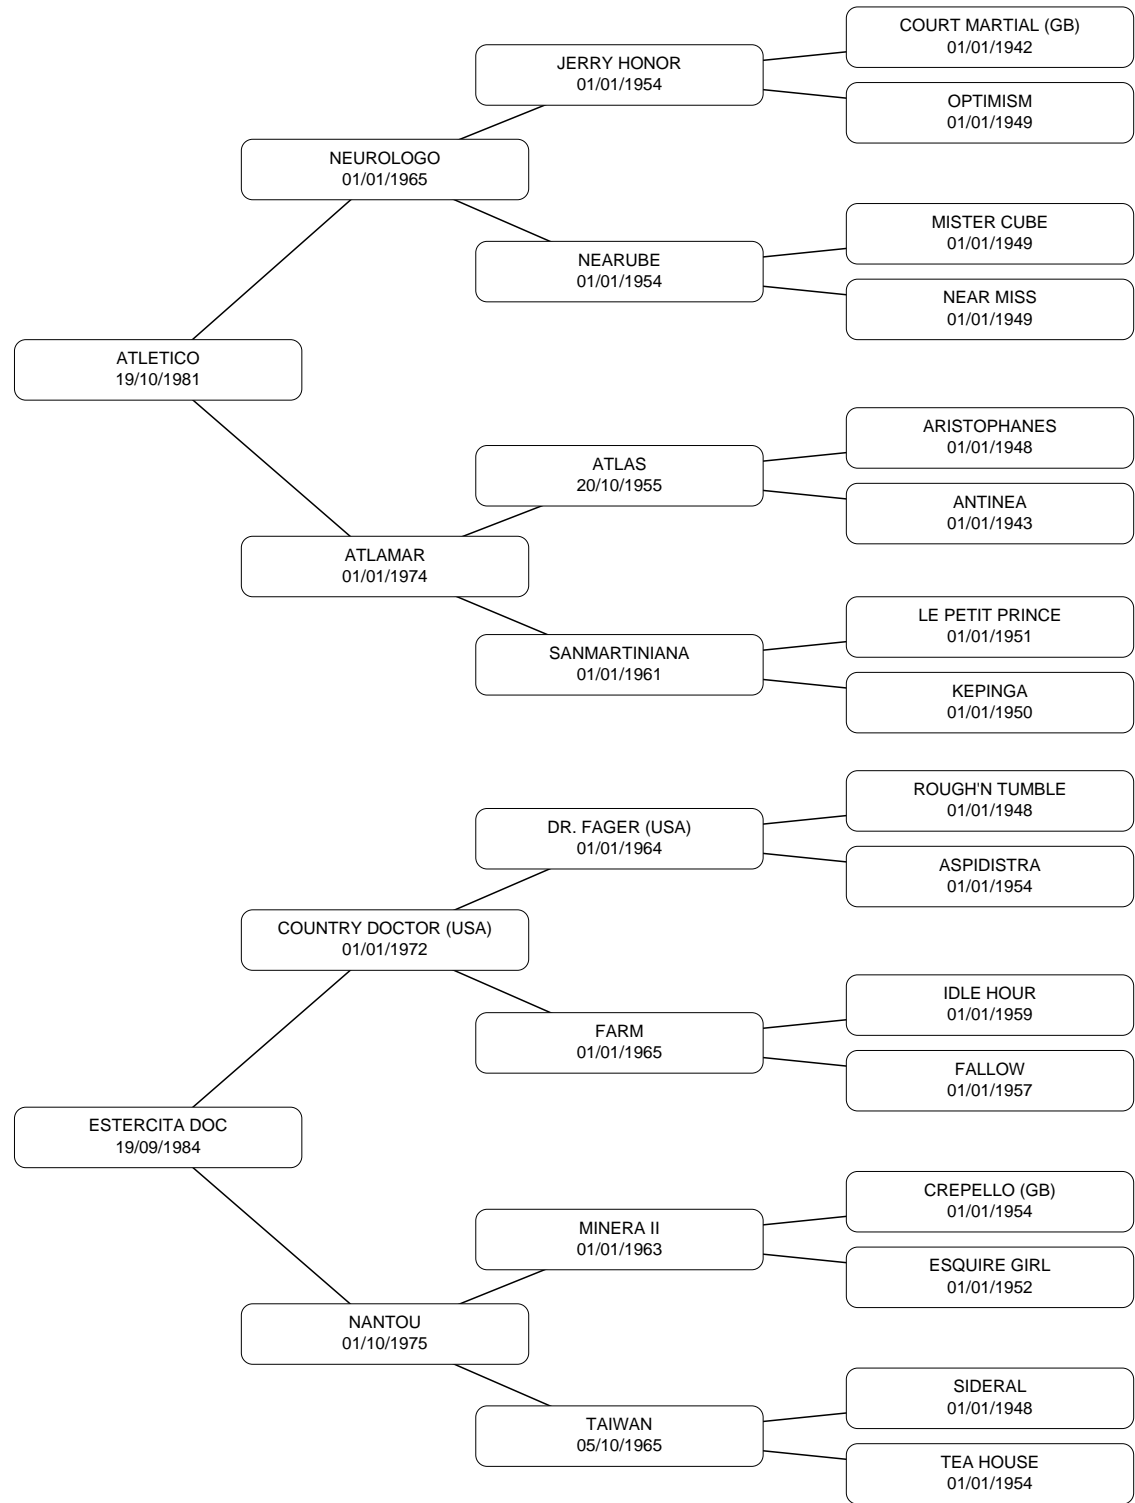 COURT MARTIAL (GB)
01/01/1942
JERRY HONOR
01/01/1954
OPTIMISM
01/01/1949
NEUROLOGO
01/01/1965
MISTER CUBE
01/01/1949
NEARUBE
01/01/1954
NEAR MISS
01/01/1949
ATLETICO
19/10/1981
ARISTOPHANES
01/01/1948
ATLAS
20/10/1955
ANTINEA
01/01/1943
ATLAMAR
01/01/1974
LE PETIT PRINCE
01/01/1951
SANMARTINIANA
01/01/1961
KEPINGA
01/01/1950
ROUGH'N TUMBLE
01/01/1948
DR. FAGER (USA)
01/01/1964
ASPIDISTRA
01/01/1954
COUNTRY DOCTOR (USA)
01/01/1972
IDLE HOUR
01/01/1959
FARM
01/01/1965
FALLOW
01/01/1957
ESTERCITA DOC
19/09/1984
CREPELLO (GB)
01/01/1954
MINERA II
01/01/1963
ESQUIRE GIRL
01/01/1952
NANTOU
01/10/1975
SIDERAL
01/01/1948
TAIWAN
05/10/1965
TEA HOUSE
01/01/1954